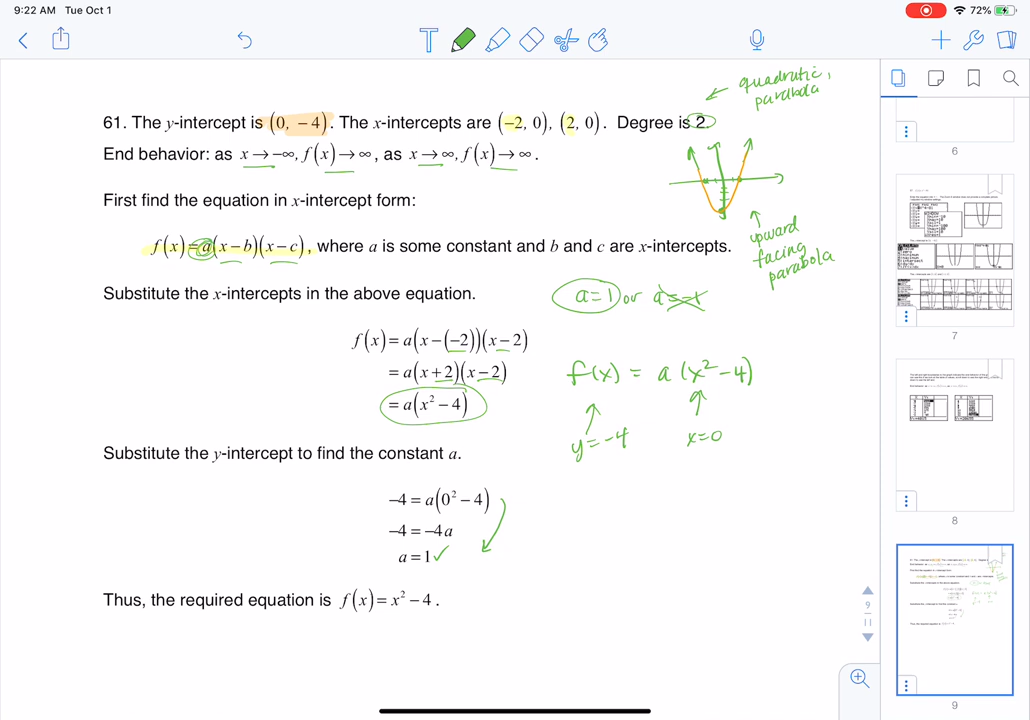 9:22 AM Tue Oct 1
72%
T
quadratic,
parabola
61. The y-intercept is (0, −4). The x-intercepts are (−2, 0), (2, 0). Degree is 2.
End behavior: as x→−∞, f(x)→∞, as x→∞, f(x)→∞.
First find the equation in x-intercept form:
upward
facing
parabola
f(x)=a(x−b)(x−c), where a is some constant and b and c are x-intercepts.
Substitute the x-intercepts in the above equation.
a=1 or a=−1
f(x)=a(x−(−2))(x−2)
=a(x+2)(x−2)
=a(x²−4)
f(x) = a(x²−4)
y=−4
x=0
Substitute the y-intercept to find the constant a.
−4=a(0²−4)
−4=−4a
a=1✓
Thus, the required equation is f(x)=x²−4.
6
7
8
9
9
11